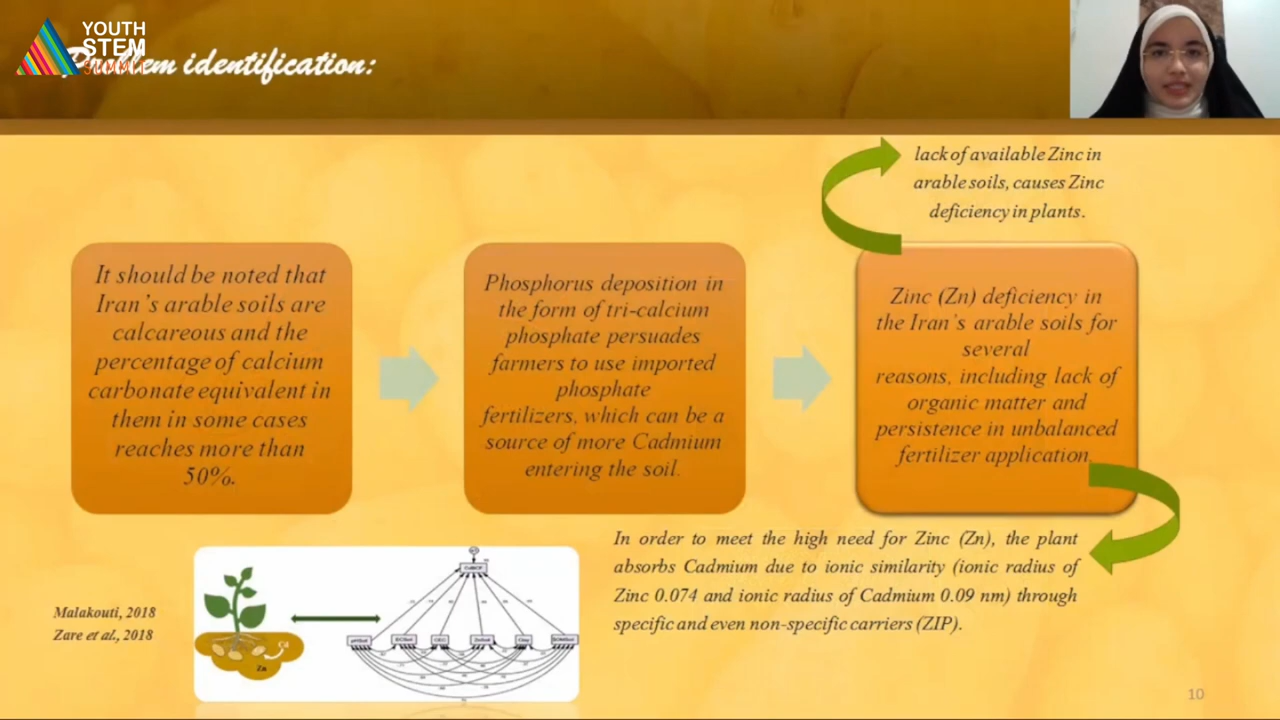 YOUTH
STEM
SUMMIT
Problem identification:
lack of available Zinc in
arable soils, causes Zinc
deficiency in plants.
It should be noted that
Iran's arable soils are
calcareous and the
percentage of calcium
carbonate equivalent in
them in some cases
reaches more than
50%.
Phosphorus deposition in
the form of tri-calcium
phosphate persuades
farmers to use imported
phosphate
fertilizers, which can be a
source of more Cadmium
entering the soil.
Zinc (Zn) deficiency in
the Iran's arable soils for
several
reasons, including lack of
organic matter and
persistence in unbalanced
fertilizer application.
In order to meet the high need for Zinc (Zn), the plant
absorbs Cadmium due to ionic similarity (ionic radius of
Zinc 0.074 and ionic radius of Cadmium 0.09 nm) through
specific and even non-specific carriers (ZIP).
Malakouti, 2018
Zare et al., 2018
Cd
Zn
Clay
10